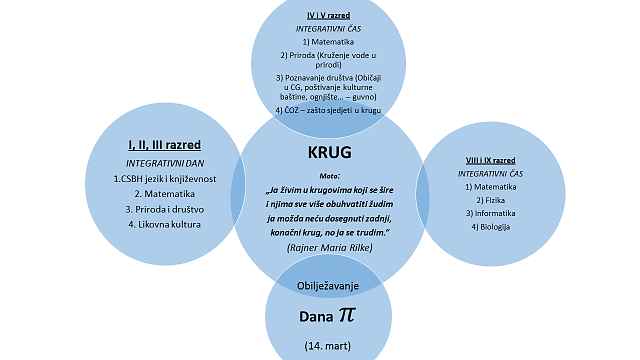 IV i V razred
INTEGRATIVNI ČAS
1) Matematika
2) Priroda (Kruženje vode u
prirodi)
3) Poznavanje društva (Običaji
u CG, poštivanje kulturne
baštine, ognjište... – guvno)
4) ČOZ – zašto sjedjeti u krugu
I, II, III razred
INTEGRATIVNI DAN
1.CSBH jezik i književnost
2. Matematika
3. Priroda i društvo
4. Likovna kultura
KRUG
Moto:
„Ja živim u krugovima koji se šire
i njima sve više obuhvatiti žudim
ja možda neću dosegnuti zadnji,
konačni krug, no ja se trudim.“
(Rajner Maria Rilke)
VIII i IX razred
INTEGRATIVNI ČAS
1) Matematika
2) Fizika
3) Informatika
4) Biologija
Obilježavanje
Dana π
(14. mart)